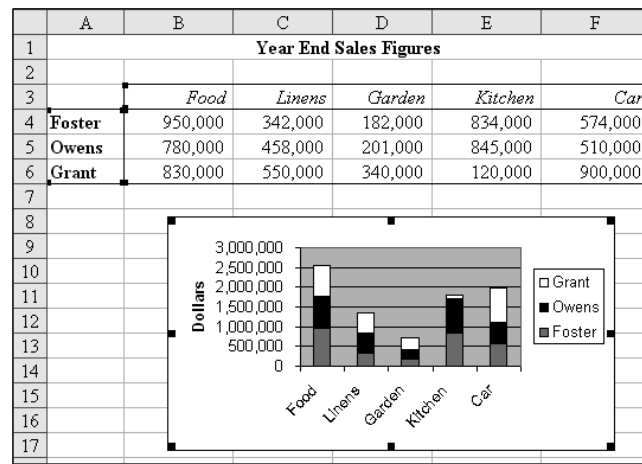 A B C D E F
1 Year End Sales Figures
2
3 Food Linens Garden Kitchen Car
4 Foster 950,000 342,000 182,000 834,000 574,000
5 Owens 780,000 458,000 201,000 845,000 510,000
6 Grant 830,000 550,000 340,000 120,000 900,000
7
8
9 3,000,000
10 2,500,000
2,000,000 Grant
11 1,500,000 Owens
12 1,000,000 Foster
13 500,000
14 0
Dollars
15 Food Linens Garden Kitchen Car
16
17